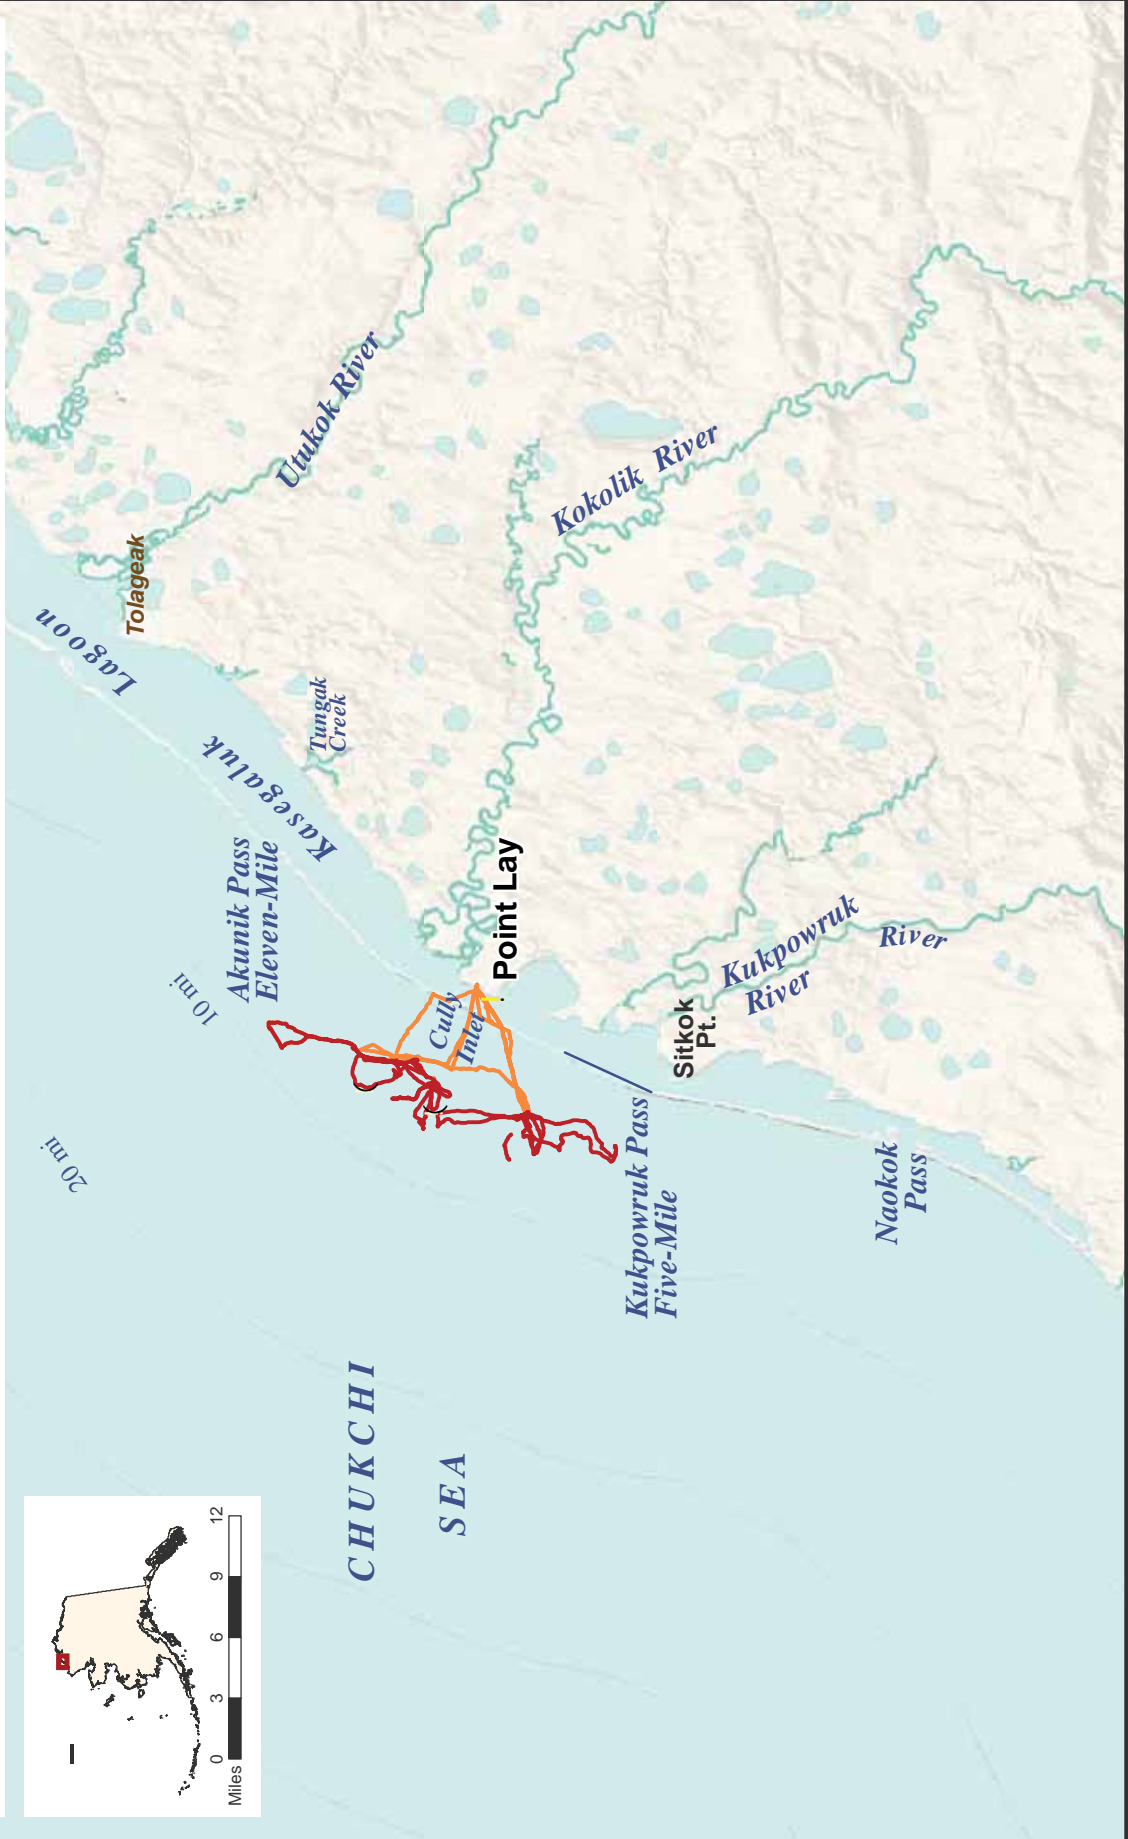 Utukok River
Tolageak
Kokolik River
Kasegaluk Lagoon
Tungak
Creek
Akunik Pass
Eleven-Mile
10 mi
20 mi
Point Lay
Cully
Inlet
Kukpowruk
River
River
Sitkok
Pt.
Kukpowruk Pass
Five-Mile
Naokok
Pass
CHUKCHI
SEA
0 3 6 9 12
Miles